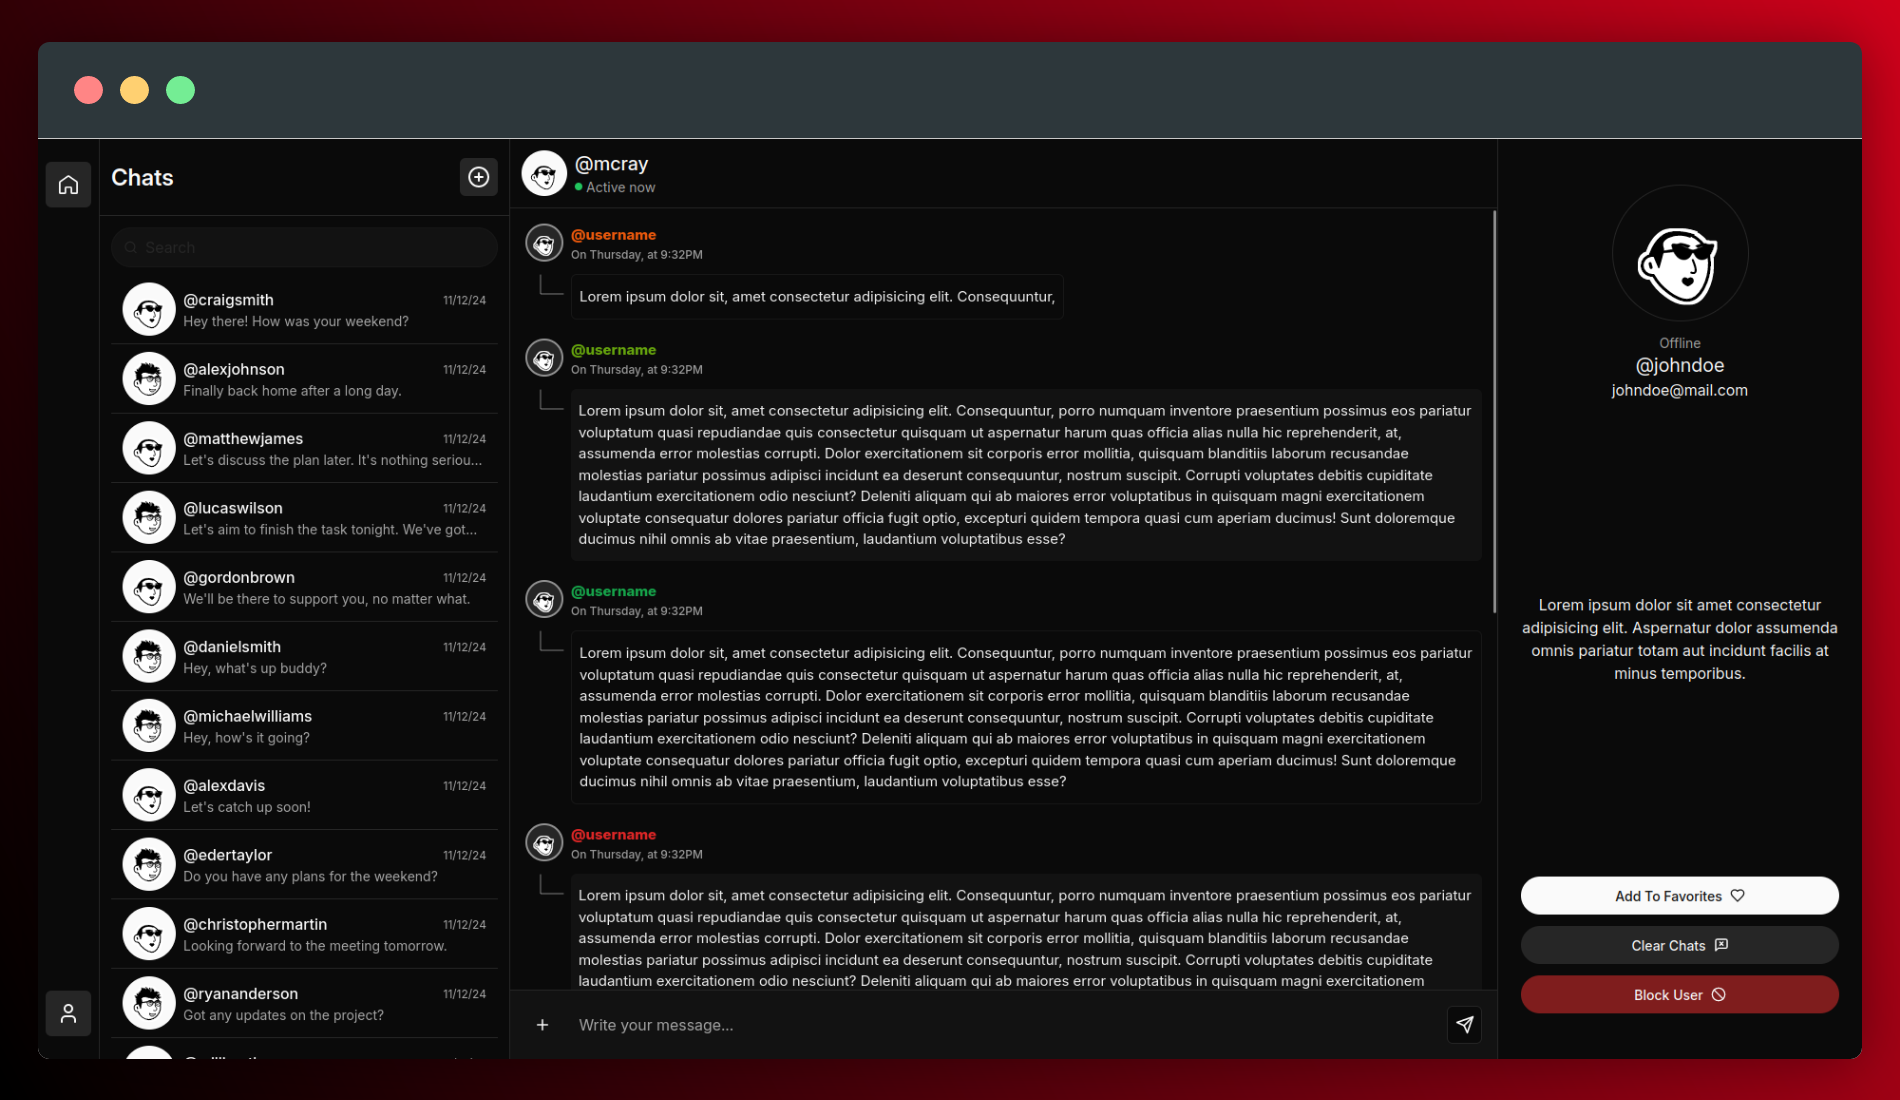 Chats
Search
@craigsmith 11/12/24
Hey there! How was your weekend?
@alexjohnson 11/12/24
Finally back home after a long day.
@matthewjames 11/12/24
Let's discuss the plan later. It's nothing seriou...
@lucaswilson 11/12/24
Let's aim to finish the task tonight. We've got...
@gordonbrown 11/12/24
We'll be there to support you, no matter what.
@danielsmith 11/12/24
Hey, what's up buddy?
@michaelwilliams 11/12/24
Hey, how's it going?
@alexdavis 11/12/24
Let's catch up soon!
@edertaylor 11/12/24
Do you have any plans for the weekend?
@christophermartin 11/12/24
Looking forward to the meeting tomorrow.
@ryananderson 11/12/24
Got any updates on the project?
@mcray
Active now
@username
On Thursday, at 9:32PM
Lorem ipsum dolor sit, amet consectetur adipisicing elit. Consequuntur,
@username
On Thursday, at 9:32PM
Lorem ipsum dolor sit, amet consectetur adipisicing elit. Consequuntur, porro numquam inventore praesentium possimus eos pariatur
voluptatum quasi repudiandae quis consectetur quisquam ut aspernatur harum quas officia alias nulla hic reprehenderit, at,
assumenda error molestias corrupti. Dolor exercitationem sit corporis error mollitia, quisquam blanditiis laborum recusandae
molestias pariatur possimus adipisci incidunt ea deserunt consequuntur, nostrum suscipit. Corrupti voluptates debitis cupiditate
laudantium exercitationem odio nesciunt? Deleniti aliquam qui ab maiores error voluptatibus in quisquam magni exercitationem
voluptate consequatur dolores pariatur officia fugit optio, excepturi quidem tempora quasi cum aperiam ducimus! Sunt doloremque
ducimus nihil omnis ab vitae praesentium, laudantium voluptatibus esse?
@username
On Thursday, at 9:32PM
Lorem ipsum dolor sit, amet consectetur adipisicing elit. Consequuntur, porro numquam inventore praesentium possimus eos pariatur
voluptatum quasi repudiandae quis consectetur quisquam ut aspernatur harum quas officia alias nulla hic reprehenderit, at,
assumenda error molestias corrupti. Dolor exercitationem sit corporis error mollitia, quisquam blanditiis laborum recusandae
molestias pariatur possimus adipisci incidunt ea deserunt consequuntur, nostrum suscipit. Corrupti voluptates debitis cupiditate
laudantium exercitationem odio nesciunt? Deleniti aliquam qui ab maiores error voluptatibus in quisquam magni exercitationem
voluptate consequatur dolores pariatur officia fugit optio, excepturi quidem tempora quasi cum aperiam ducimus! Sunt doloremque
ducimus nihil omnis ab vitae praesentium, laudantium voluptatibus esse?
@username
On Thursday, at 9:32PM
Lorem ipsum dolor sit, amet consectetur adipisicing elit. Consequuntur, porro numquam inventore praesentium possimus eos pariatur
voluptatum quasi repudiandae quis consectetur quisquam ut aspernatur harum quas officia alias nulla hic reprehenderit, at,
assumenda error molestias corrupti. Dolor exercitationem sit corporis error mollitia, quisquam blanditiis laborum recusandae
molestias pariatur possimus adipisci incidunt ea deserunt consequuntur, nostrum suscipit. Corrupti voluptates debitis cupiditate
laudantium exercitationem odio nesciunt? Deleniti aliquam qui ab maiores error voluptatibus in quisquam magni exercitationem
Write your message...
Offline
@johndoe
johndoe@mail.com
Lorem ipsum dolor sit amet consectetur
adipisicing elit. Aspernatur dolor assumenda
omnis pariatur totam aut incidunt facilis at
minus temporibus.
Add To Favorites
Clear Chats
Block User